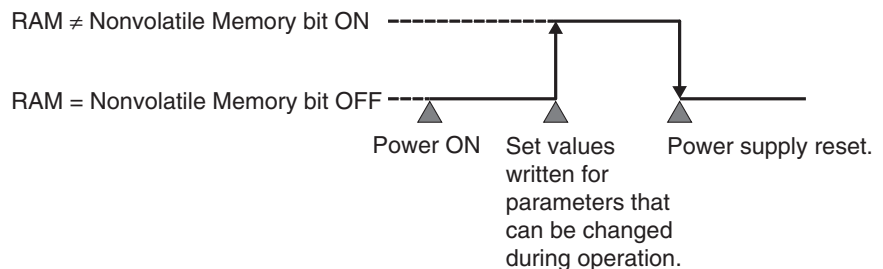 RAM ≠ Nonvolatile Memory bit ON
RAM = Nonvolatile Memory bit OFF
Power ON
Set values
written for
parameters that
can be changed
during operation.
Power supply reset.